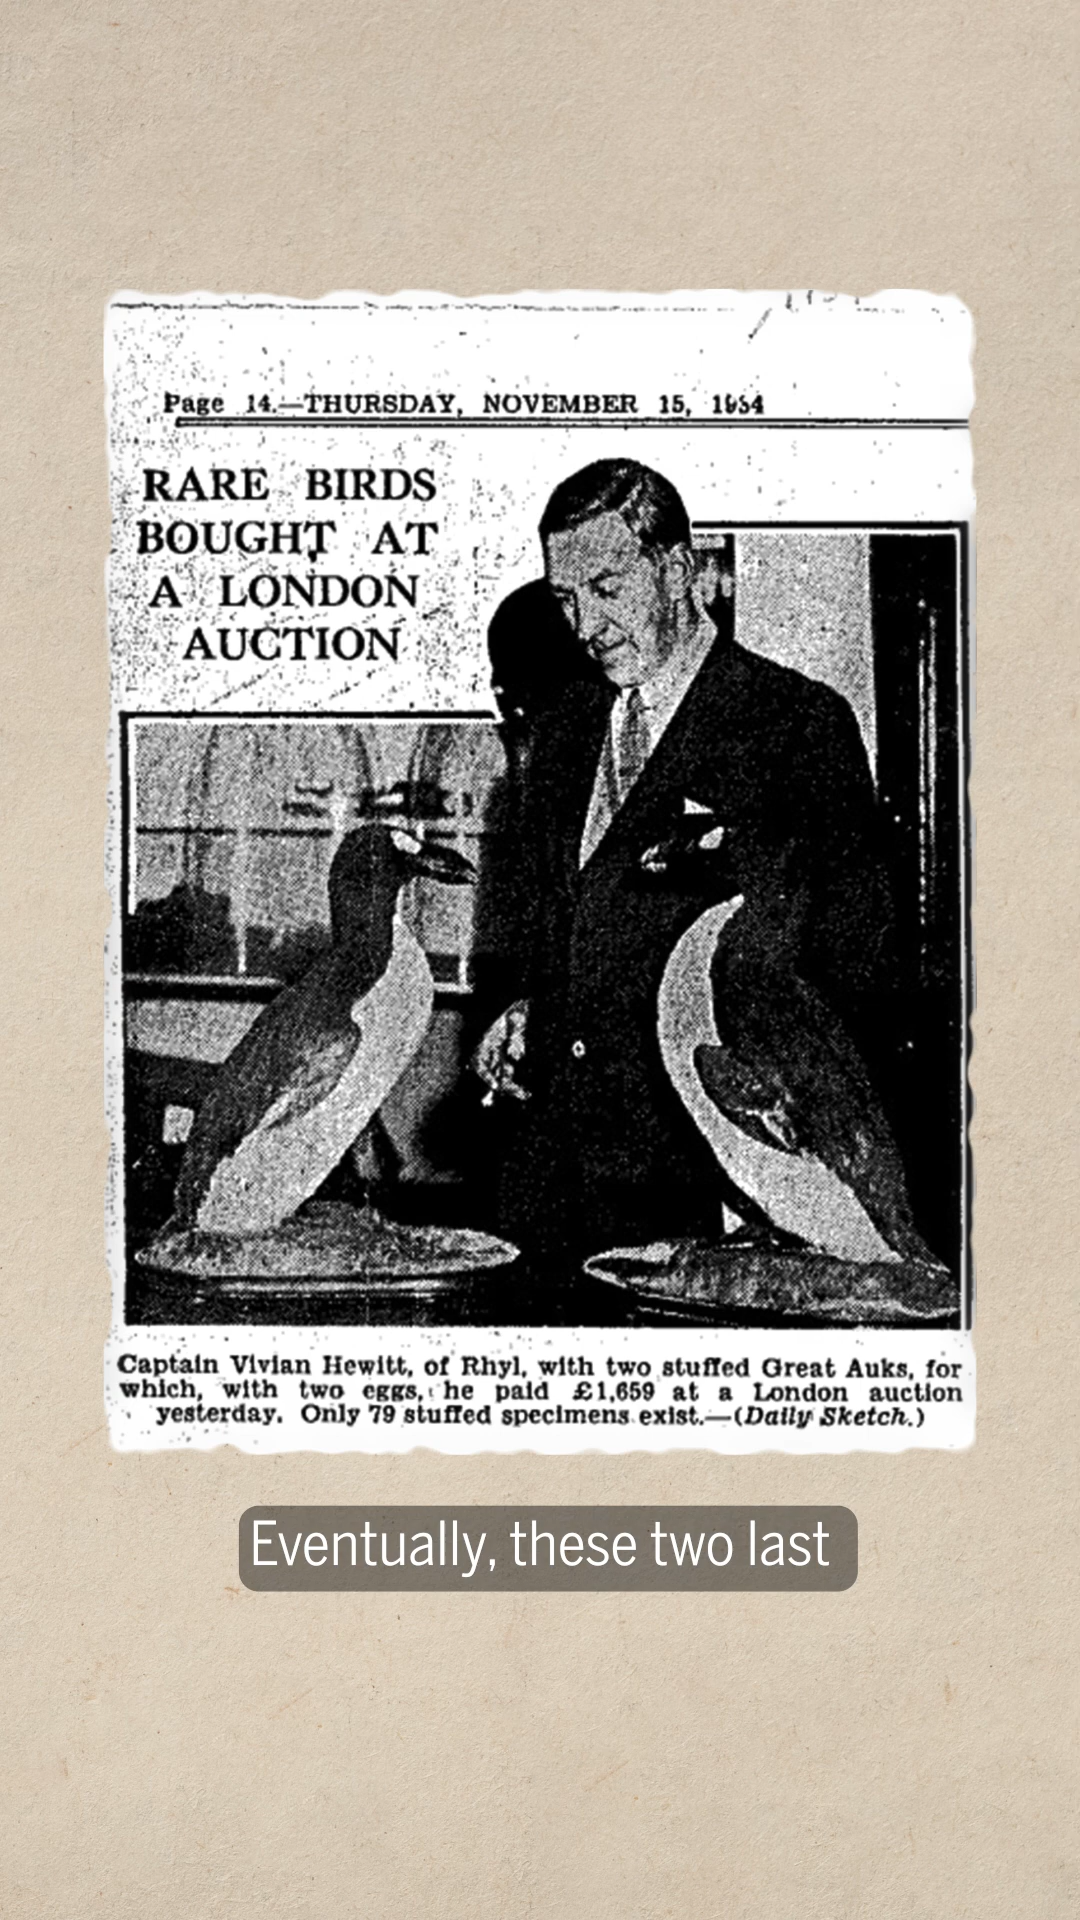 Page 14.—THURSDAY, NOVEMBER 15, 1934
RARE BIRDS
BOUGHT AT
A LONDON
AUCTION
Captain Vivian Hewitt, of Rhyl, with two stuffed Great Auks, for
which, with two eggs, he paid £1,659 at a London auction
yesterday. Only 79 stuffed specimens exist.—(Daily Sketch.)
Eventually, these two last